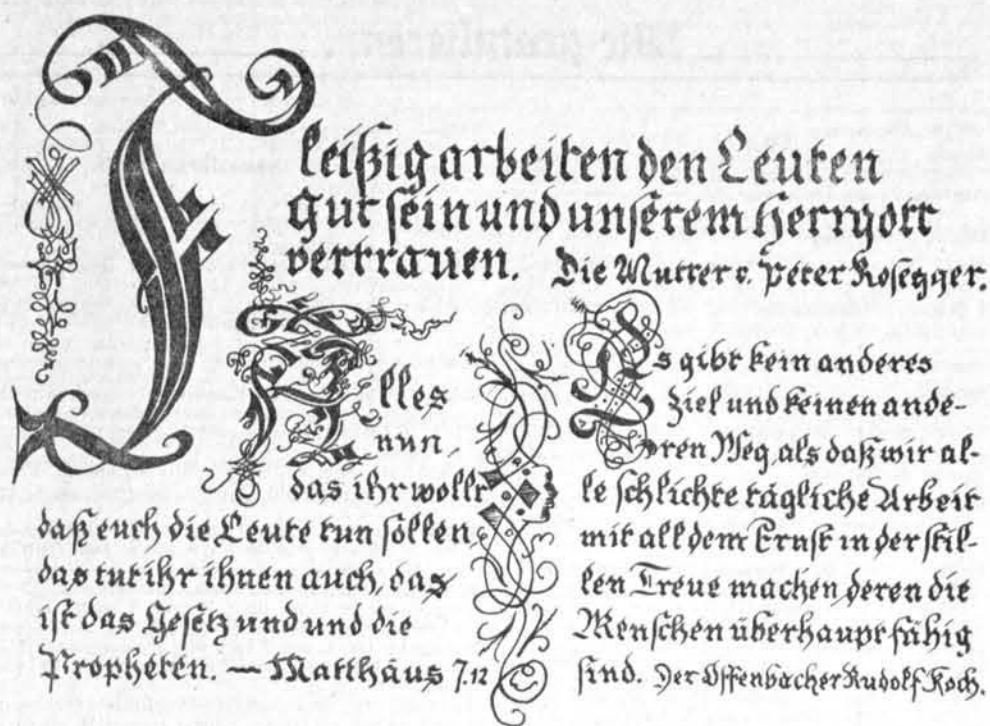 Fleißig arbeiten den Leuten
gut sein und unserem Herrgott
vertrauen. Die Mutter v. Peter Rosegger.
Alles
nun,
das ihr wollt
daß euch die Leute tun sollen,
das tut ihr ihnen auch, das
ist das Gesetz und und die
Propheten. — Matthäus 7.12
Es gibt kein anderes
Ziel und keinen ande-
ren Weg, als daß wir al-
le schlichte tägliche Arbeit
mit all dem Ernst in der stil-
len Treue machen, deren die
Menschen überhaupt fähig
sind. Der Offenbacher Rudolf Koch.